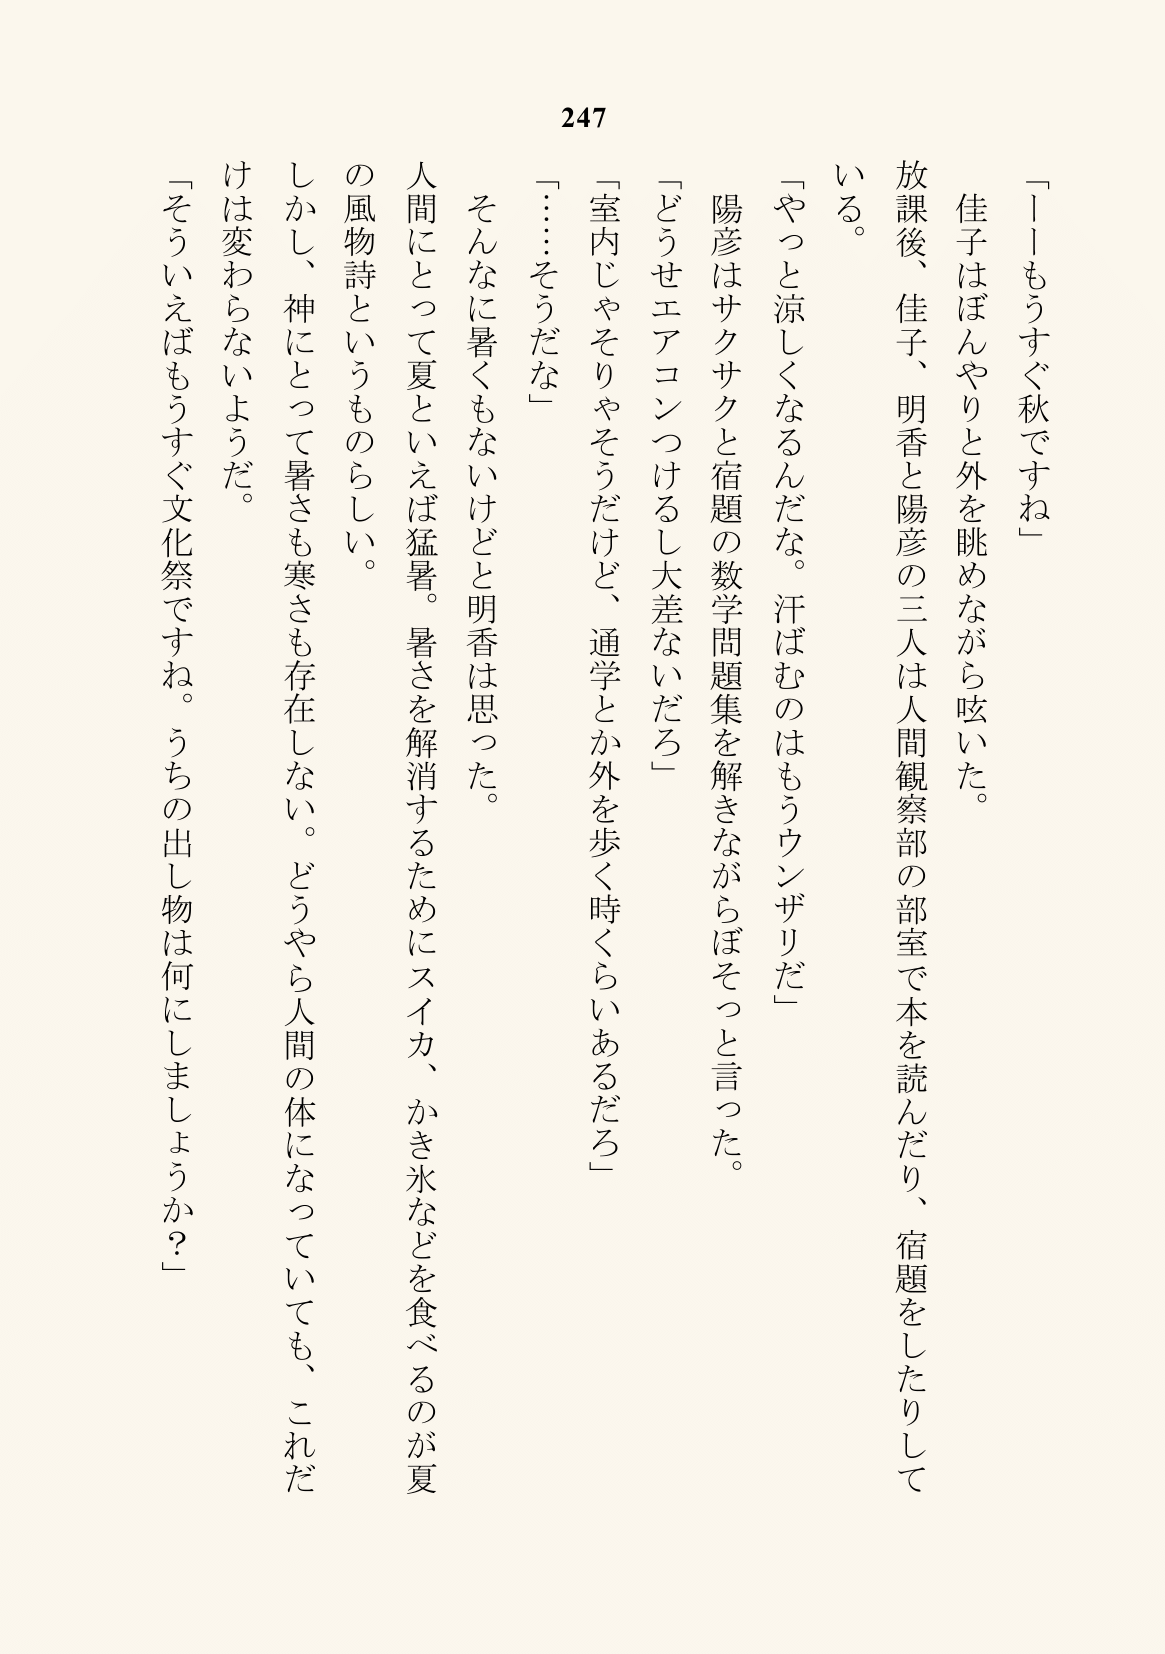 247
「ーーもうすぐ秋ですね」
　佳子はぼんやりと外を眺めながら呟いた。
放課後、佳子、明香と陽彦の三人は人間観察部の部室で本を読んだり、宿題をしたりして
いる。
「やっと涼しくなるんだな。汗ばむのはもうウンザリだ」
　陽彦はサクサクと宿題の数学問題集を解きながらぼそっと言った。
「どうせエアコンつけるし大差ないだろ」
「室内じゃそりゃそうだけど、通学とか外を歩く時くらいあるだろ」
「……そうだな」
　そんなに暑くもないけどと明香は思った。
人間にとって夏といえば猛暑。暑さを解消するためにスイカ、かき氷などを食べるのが夏
の風物詩というものらしい。
しかし、神にとって暑さも寒さも存在しない。どうやら人間の体になっていても、これだ
けは変わらないようだ。
「そういえばもうすぐ文化祭ですね。うちの出し物は何にしましょうか？」